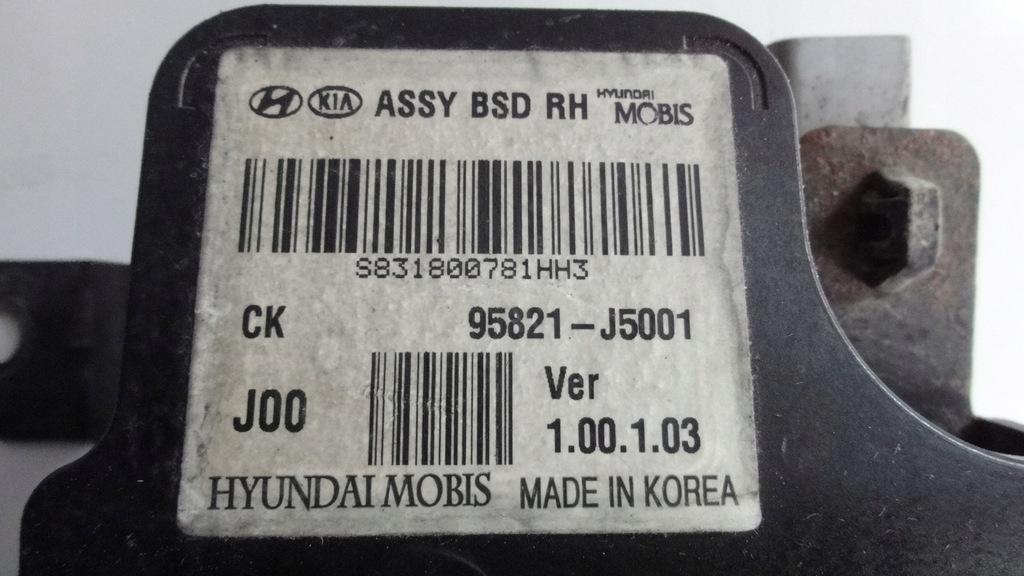 KIA ASSY BSD RH HYUNDAI MOBIS
S831800781HH3
CK 95821-J5001
J00 Ver 1.00.1.03
HYUNDAI MOBIS MADE IN KOREA